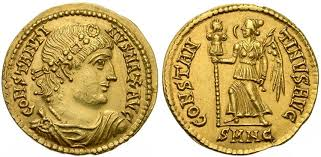 CONSTANTI
NVS MAX AVG
CONSTAN
TINVS AVG
SMNC